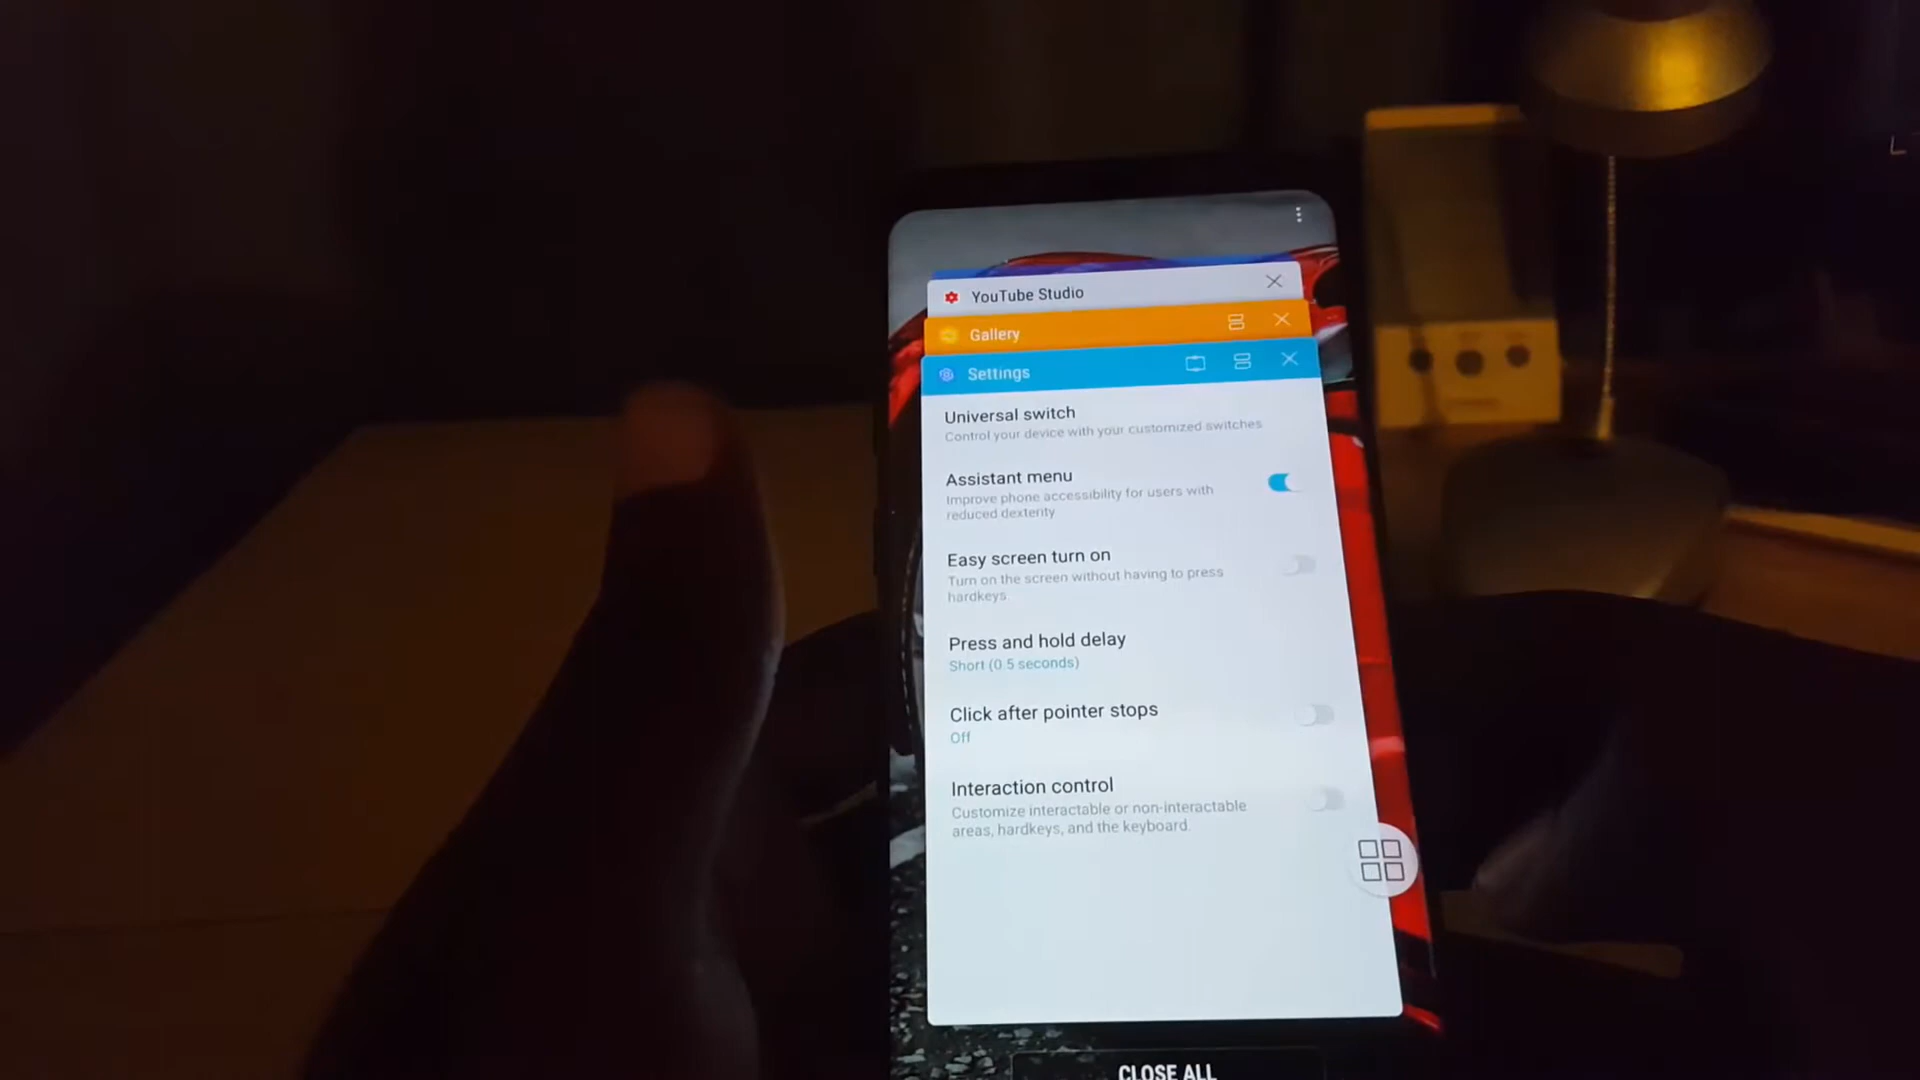 YouTube Studio
Gallery
Settings
Universal switch
Control your device with your customized switches
Assistant menu
Improve phone accessibility for users with
reduced dexterity
Easy screen turn on
Turn on the screen without having to press
hardkeys
Press and hold delay
Short (0.5 seconds)
Click after pointer stops
Off
Interaction control
Customize interactable or non-interactable
areas, hardkeys, and the keyboard.
CLOSE ALL